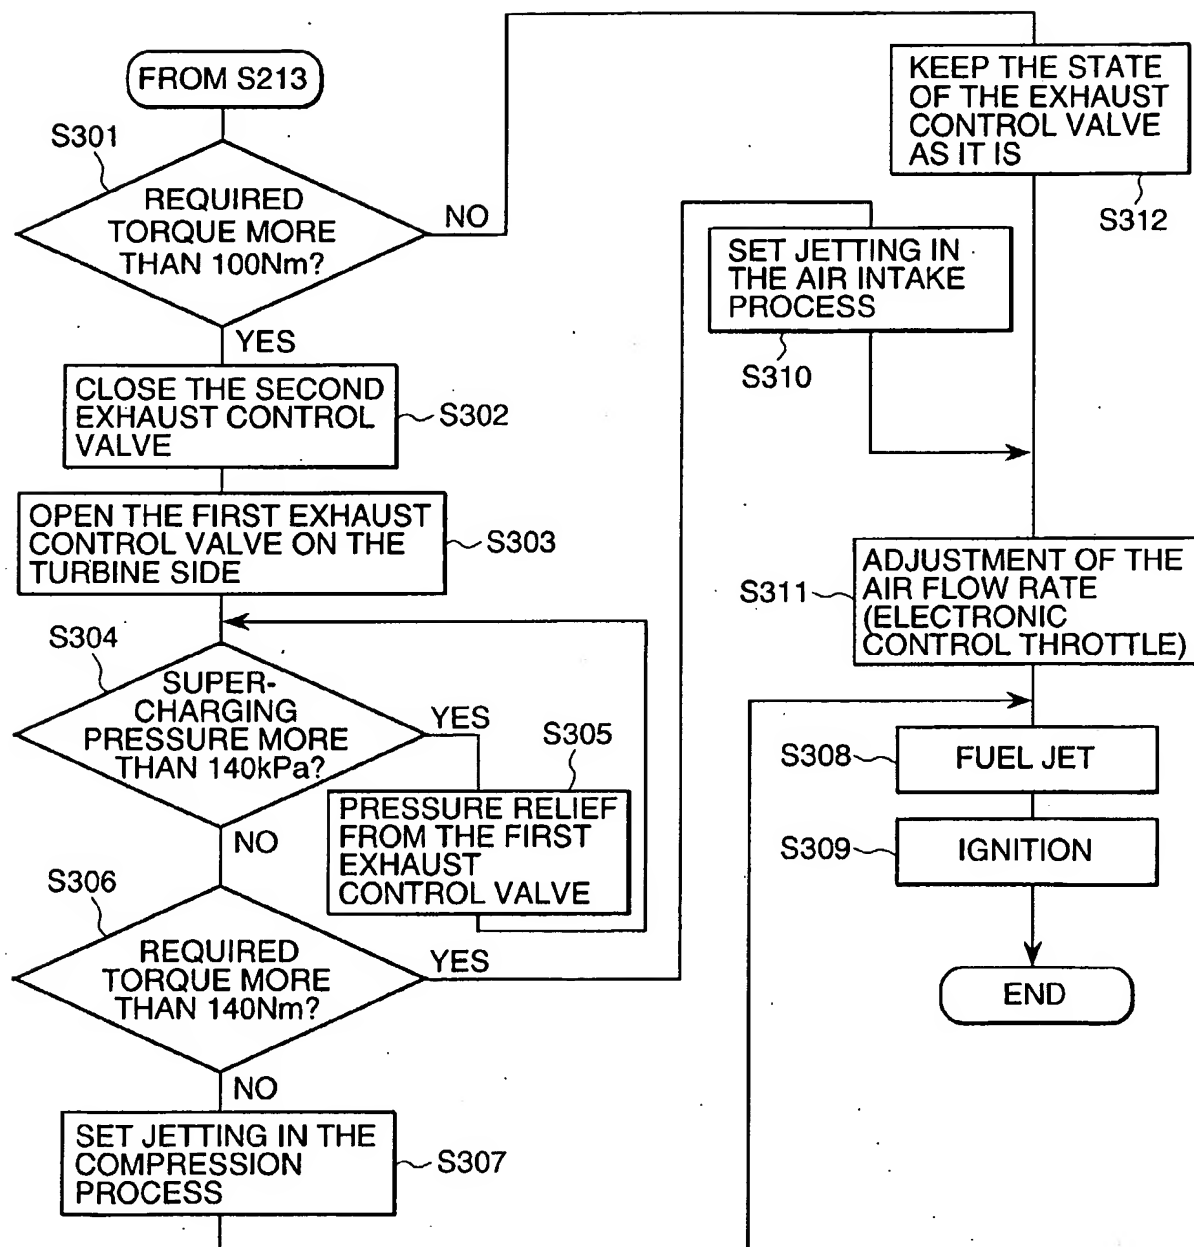 FROM S213
S301
REQUIRED
TORQUE MORE
THAN 100Nm?
NO
YES
CLOSE THE SECOND
EXHAUST CONTROL
VALVE
S302
OPEN THE FIRST EXHAUST
CONTROL VALVE ON THE
TURBINE SIDE
S303
S304
SUPER-
CHARGING
PRESSURE MORE
THAN 140kPa?
YES
NO
S305
PRESSURE RELIEF
FROM THE FIRST
EXHAUST
CONTROL VALVE
S306
REQUIRED
TORQUE MORE
THAN 140Nm?
YES
NO
SET JETTING IN THE
COMPRESSION
PROCESS
S307
SET JETTING IN
THE AIR INTAKE
PROCESS
S310
KEEP THE STATE
OF THE EXHAUST
CONTROL VALVE
AS IT IS
S312
ADJUSTMENT OF THE
AIR FLOW RATE
(ELECTRONIC
CONTROL THROTTLE)
S311
S308
FUEL JET
S309
IGNITION
END